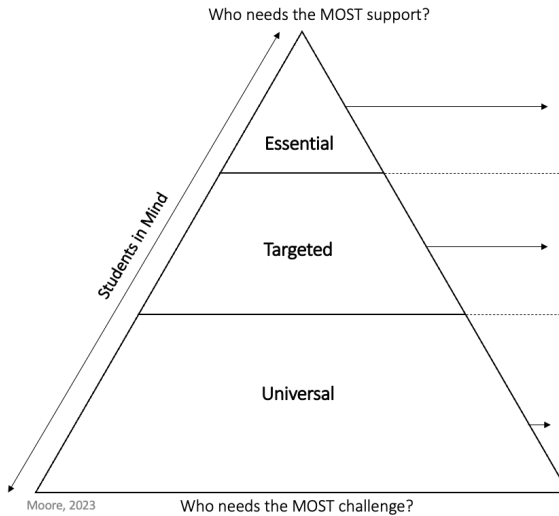 Who needs the MOST support?
Essential
Students in Mind
Targeted
Universal
Moore, 2023
Who needs the MOST challenge?